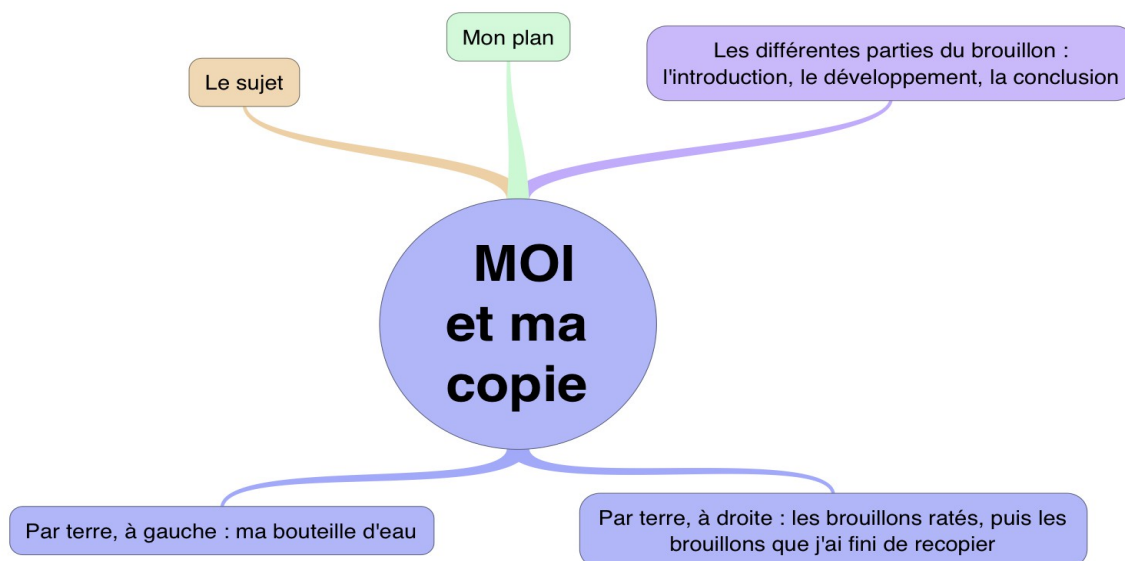 Mon plan
Le sujet
Les différentes parties du brouillon :
l'introduction, le développement, la conclusion
MOI
et ma
copie
Par terre, à gauche : ma bouteille d'eau
Par terre, à droite : les brouillons ratés, puis les
brouillons que j'ai fini de recopier